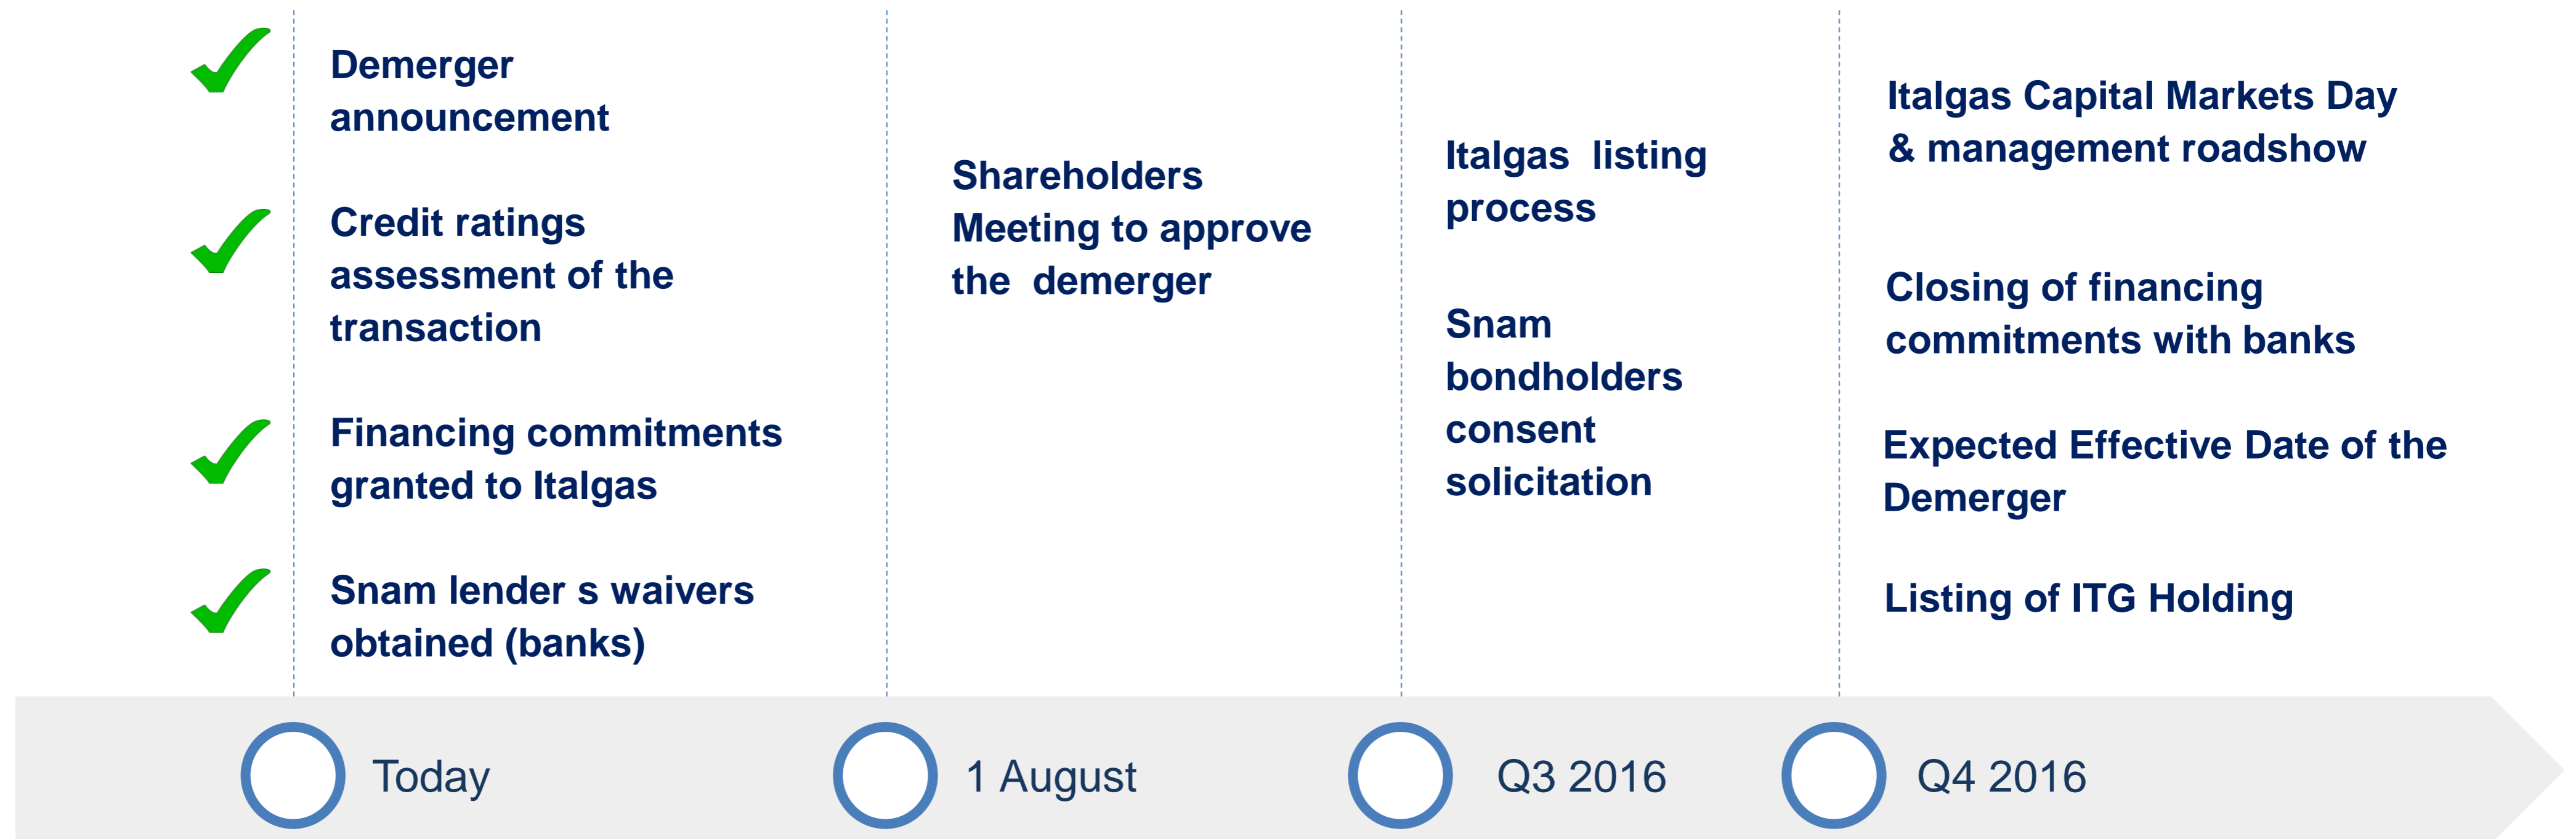 Demerger
announcement
Credit ratings
assessment of the
transaction
Financing commitments
granted to Italgas
Snam lender s waivers
obtained (banks)
Shareholders
Meeting to approve
the demerger
Italgas listing
process
Snam
bondholders
consent
solicitation
Italgas Capital Markets Day
& management roadshow
Closing of financing
commitments with banks
Expected Effective Date of the
Demerger
Listing of ITG Holding
Today
1 August
Q3 2016
Q4 2016